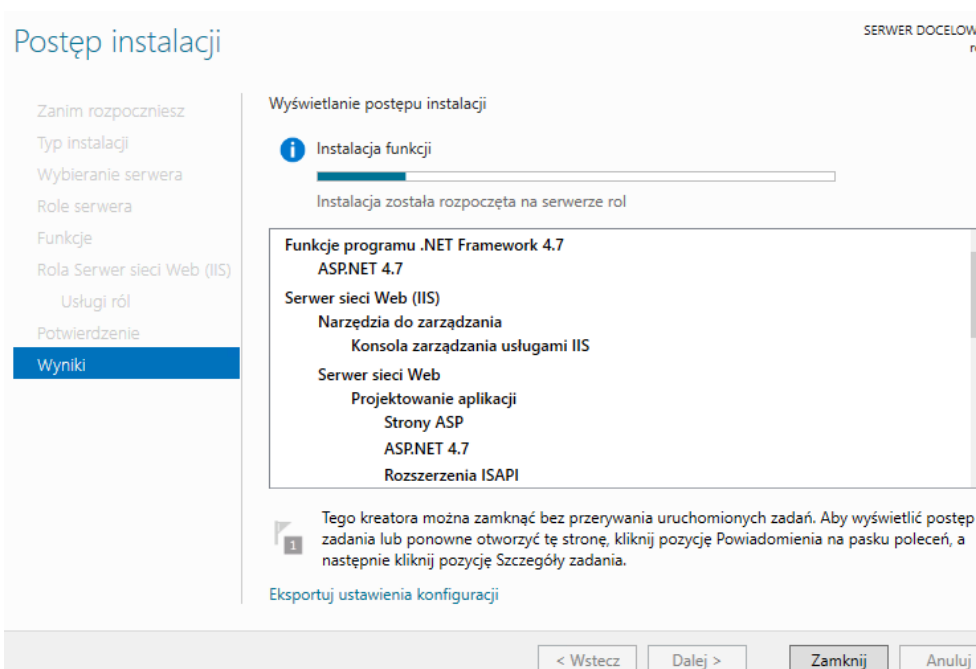 Postęp instalacji
SERWER DOCELOW
Zanim rozpoczniesz
Typ instalacji
Wybieranie serwera
Role serwera
Funkcje
Rola Serwer sieci Web (IIS)
Usługi ról
Potwierdzenie
Wyniki
Wyświetlanie postępu instalacji
Instalacja funkcji
Instalacja została rozpoczęta na serwerze rol
Funkcje programu .NET Framework 4.7
ASP.NET 4.7
Serwer sieci Web (IIS)
Narzędzia do zarządzania
Konsola zarządzania usługami IIS
Serwer sieci Web
Projektowanie aplikacji
Strony ASP
ASP.NET 4.7
Rozszerzenia ISAPI
1
Tego kreatora można zamknąć bez przerywania uruchomionych zadań. Aby wyświetlić postęp
zadania lub ponowne otworzyć tę stronę, kliknij pozycję Powiadomienia na pasku poleceń, a
następnie kliknij pozycję Szczegóły zadania.
Eksportuj ustawienia konfiguracji
< Wstecz
Dalej >
Zamknij
Anuluj